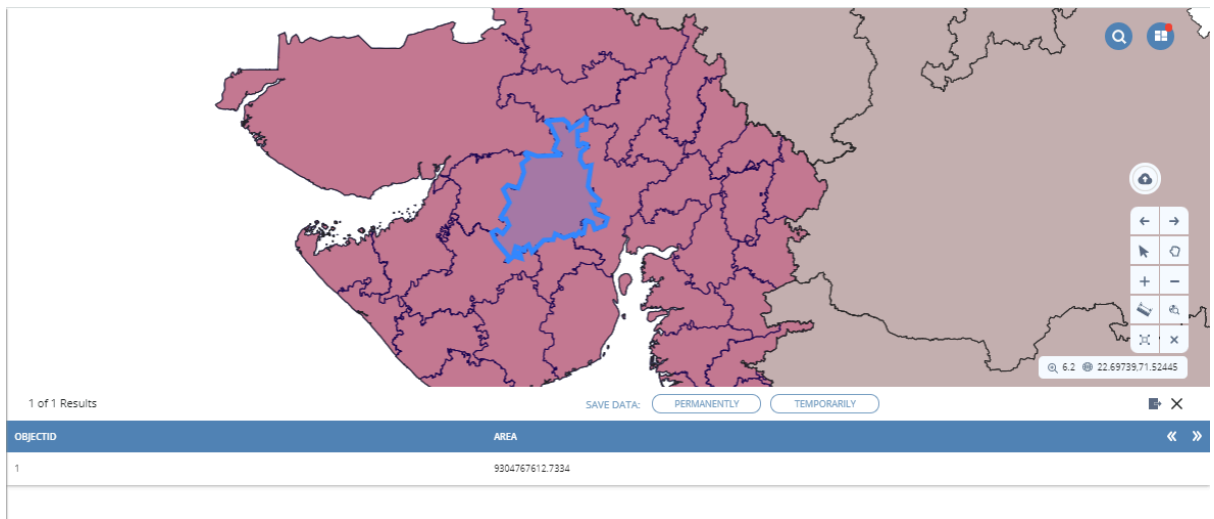 6.2 22.69739,71.52445
1 of 1 Results SAVE DATA: PERMANENTLY TEMPORARILY
OBJECTID AREA
1 9304767612.7334